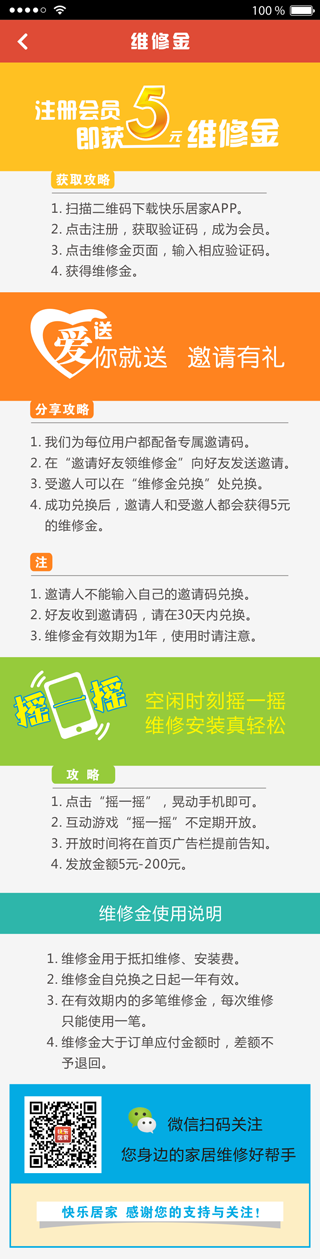 100 %
维修金
注册会员
即获5元维修金
获取攻略
1. 扫描二维码下载快乐居家APP。
2. 点击注册，获取验证码，成为会员。
3. 点击维修金页面，输入相应验证码。
4. 获得维修金。
爱送
你就送 邀请有礼
分享攻略
1. 我们为每位用户都配备专属邀请码。
2. 在“邀请好友领维修金”向好友发送邀请。
3. 受邀人可以在“维修金兑换”处兑换。
4. 成功兑换后，邀请人和受邀人都会获得5元
的维修金。
注
1. 邀请人不能输入自己的邀请码兑换。
2. 好友收到邀请码，请在30天内兑换。
3. 维修金有效期为1年，使用时请注意。
摇一摇
空闲时刻摇一摇
维修安装真轻松
攻 略
1. 点击“摇一摇”，晃动手机即可。
2. 互动游戏“摇一摇”不定期开放。
3. 开放时间将在首页广告栏提前告知。
4. 发放金额5元-200元。
维修金使用说明
1. 维修金用于抵扣维修、安装费。
2. 维修金自兑换之日起一年有效。
3. 在有效期内的多笔维修金，每次维修
只能使用一笔。
4. 维修金大于订单应付金额时，差额不
予退回。
快乐
居家
微信扫码关注
您身边的家居维修好帮手
快乐居家 感谢您的支持与关注！